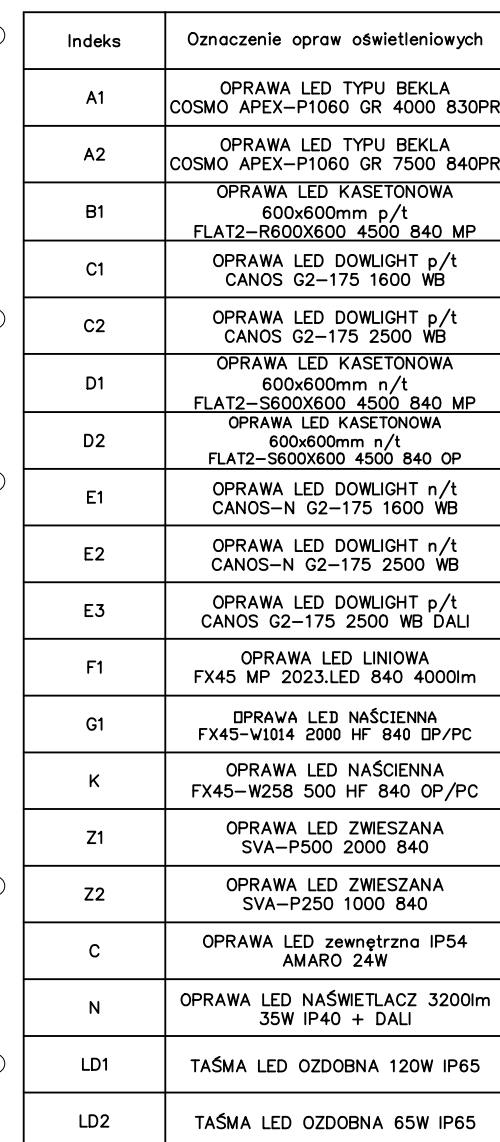 Indeks
Oznaczenie opraw oświetleniowych
A1
OPRAWA LED TYPU BEKLA
COSMO APEX-P1060 GR 4000 830PR
A2
OPRAWA LED TYPU BEKLA
COSMO APEX-P1060 GR 7500 840PR
B1
OPRAWA LED KASETONOWA
600x600mm p/t
FLAT2-R600X600 4500 840 MP
C1
OPRAWA LED DOWLIGHT p/t
CANOS G2-175 1600 WB
C2
OPRAWA LED DOWLIGHT p/t
CANOS G2-175 2500 WB
D1
OPRAWA LED KASETONOWA
600x600mm n/t
FLAT2-S600X600 4500 840 MP
D2
OPRAWA LED KASETONOWA
600x600mm n/t
FLAT2-S600X600 4500 840 OP
E1
OPRAWA LED DOWLIGHT n/t
CANOS-N G2-175 1600 WB
E2
OPRAWA LED DOWLIGHT n/t
CANOS-N G2-175 2500 WB
E3
OPRAWA LED DOWLIGHT p/t
CANOS G2-175 2500 WB DALI
F1
OPRAWA LED LINIOWA
FX45 MP 2023.LED 840 4000lm
G1
OPRAWA LED NAŚCIENNA
FX45-W1014 2000 HF 840 OP/PC
K
OPRAWA LED NAŚCIENNA
FX45-W258 500 HF 840 OP/PC
Z1
OPRAWA LED ZWIESZANA
SVA-P500 2000 840
Z2
OPRAWA LED ZWIESZANA
SVA-P250 1000 840
C
OPRAWA LED zewnętrzna IP54
AMARO 24W
N
OPRAWA LED NAŚWIETLACZ 3200lm
35W IP40 + DALI
LD1
TAŚMA LED OZDOBNA 120W IP65
LD2
TAŚMA LED OZDOBNA 65W IP65